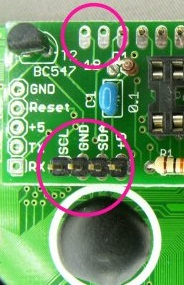 BC547
GND
Reset
+5
TX
RX
C1
0.1
SCL
GND
SDA
+5
R1